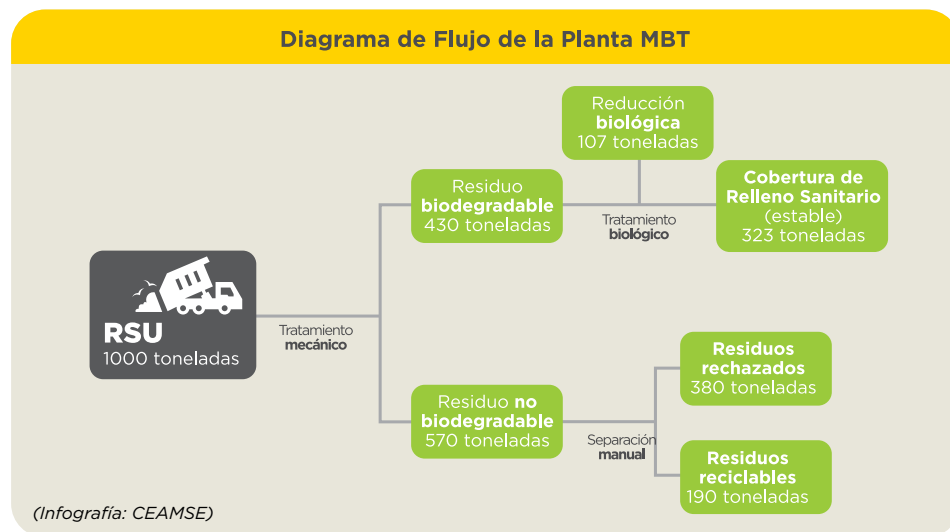 Diagrama de Flujo de la Planta MBT
Reducción
biológica
107 toneladas
Residuo
biodegradable
430 toneladas
Tratamiento
biológico
Cobertura de
Relleno Sanitario
(estable)
323 toneladas
RSU
1000 toneladas
Tratamiento
mecánico
Residuo no
biodegradable
570 toneladas
Separación
manual
Residuos
rechazados
380 toneladas
Residuos
reciclables
190 toneladas
(Infografía: CEAMSE)